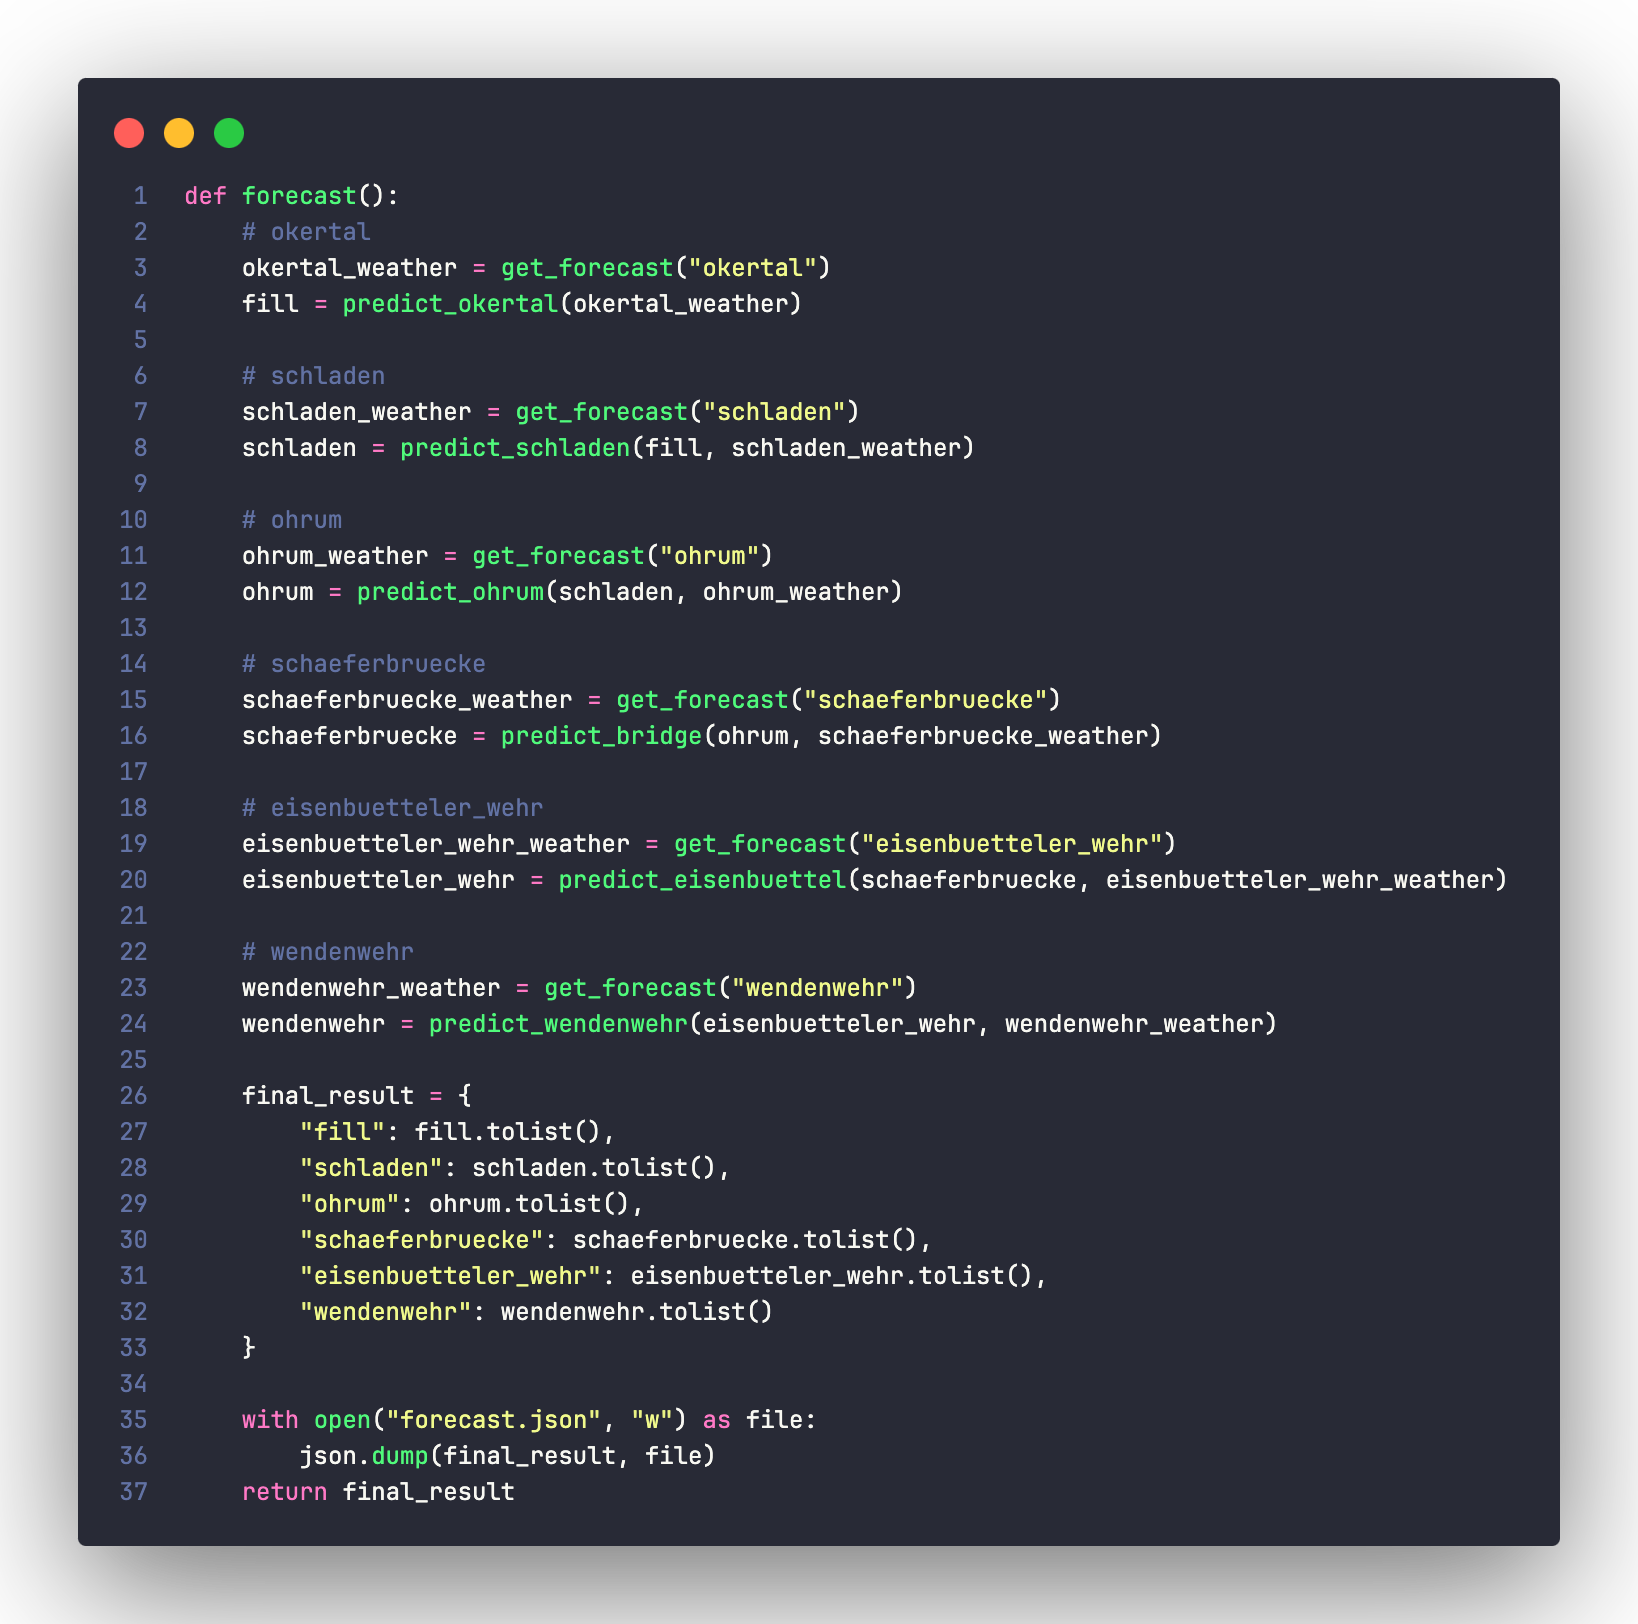 1 def forecast():
2     # okertal
3     okertal_weather = get_forecast("okertal")
4     fill = predict_okertal(okertal_weather)
5
6     # schladen
7     schladen_weather = get_forecast("schladen")
8     schladen = predict_schladen(fill, schladen_weather)
9
10     # ohrum
11     ohrum_weather = get_forecast("ohrum")
12     ohrum = predict_ohrum(schladen, ohrum_weather)
13
14     # schaeferbruecke
15     schaeferbruecke_weather = get_forecast("schaeferbruecke")
16     schaeferbruecke = predict_bridge(ohrum, schaeferbruecke_weather)
17
18     # eisenbuetteler_wehr
19     eisenbuetteler_wehr_weather = get_forecast("eisenbuetteler_wehr")
20     eisenbuetteler_wehr = predict_eisenbuettel(schaeferbruecke, eisenbuetteler_wehr_weather)
21
22     # wendenwehr
23     wendenwehr_weather = get_forecast("wendenwehr")
24     wendenwehr = predict_wendenwehr(eisenbuetteler_wehr, wendenwehr_weather)
25
26     final_result = {
27         "fill": fill.tolist(),
28         "schladen": schladen.tolist(),
29         "ohrum": ohrum.tolist(),
30         "schaeferbruecke": schaeferbruecke.tolist(),
31         "eisenbuetteler_wehr": eisenbuetteler_wehr.tolist(),
32         "wendenwehr": wendenwehr.tolist()
33     }
34
35     with open("forecast.json", "w") as file:
36         json.dump(final_result, file)
37     return final_result